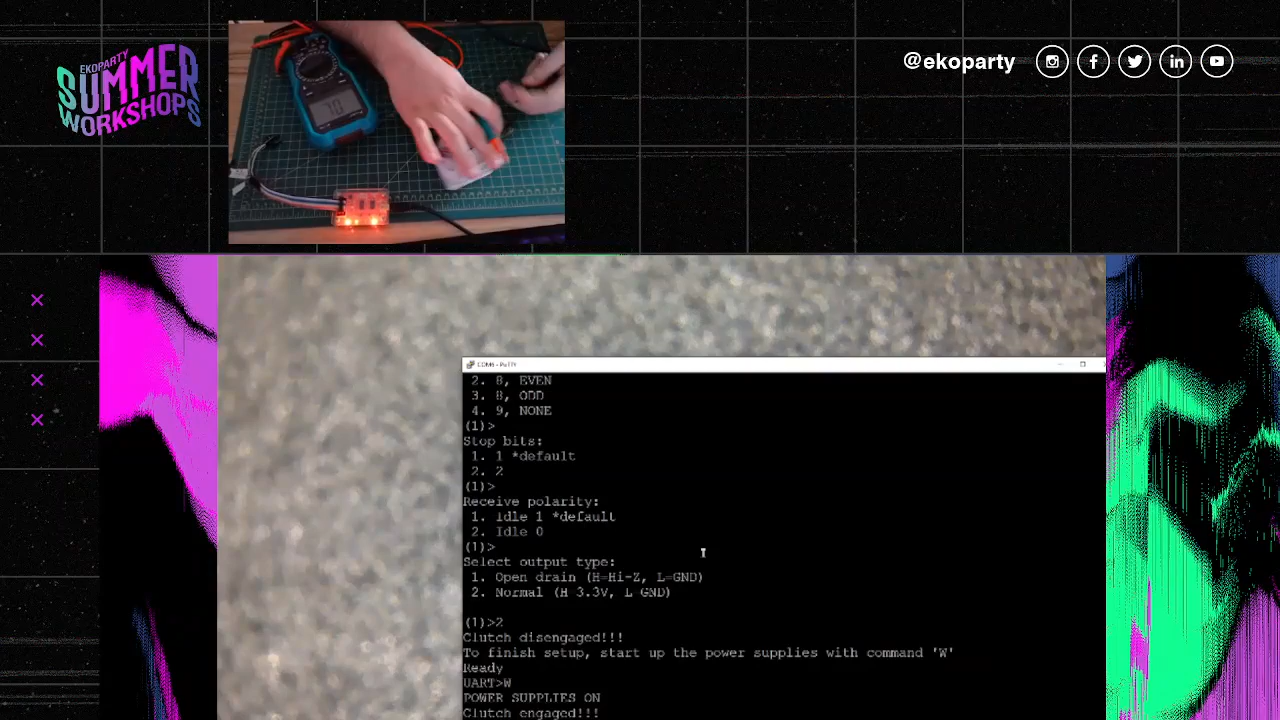 EKOPARTY
SUMMER
WORKSHOPS
@ekoparty
COM6 - PuTTY
2. 8, EVEN
3. 8, ODD
4. 9, NONE
(1)>
Stop bits:
1. 1 *default
2. 2
(1)>
Receive polarity:
1. Idle 1 *default
2. Idle 0
(1)>
Select output type:
1. Open drain (H=Hi-Z, L=GND)
2. Normal (H 3.3V, L GND)
(1)>2
Clutch disengaged!!!
To finish setup, start up the power supplies with command 'W'
Ready
UART>W
POWER SUPPLIES ON
Clutch engaged!!!